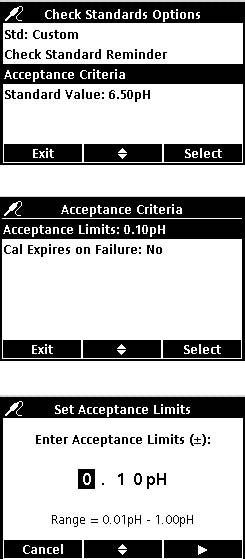 Check Standards Options
Std: Custom
Check Standard Reminder
Acceptance Criteria
Standard Value: 6.50pH
Exit Select
Acceptance Criteria
Acceptance Limits: 0.10pH
Cal Expires on Failure: No
Exit Select
Set Acceptance Limits
Enter Acceptance Limits (±):
0 . 1 0 pH
Range = 0.01pH - 1.00pH
Cancel